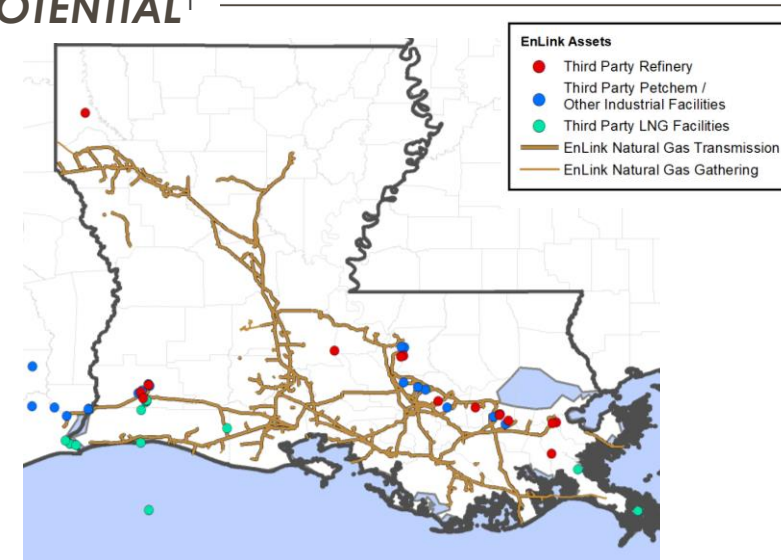 OTENTIAL
EnLink Assets
Third Party Refinery
Third Party Petchem /
Other Industrial Facilities
Third Party LNG Facilities
EnLink Natural Gas Transmission
EnLink Natural Gas Gathering